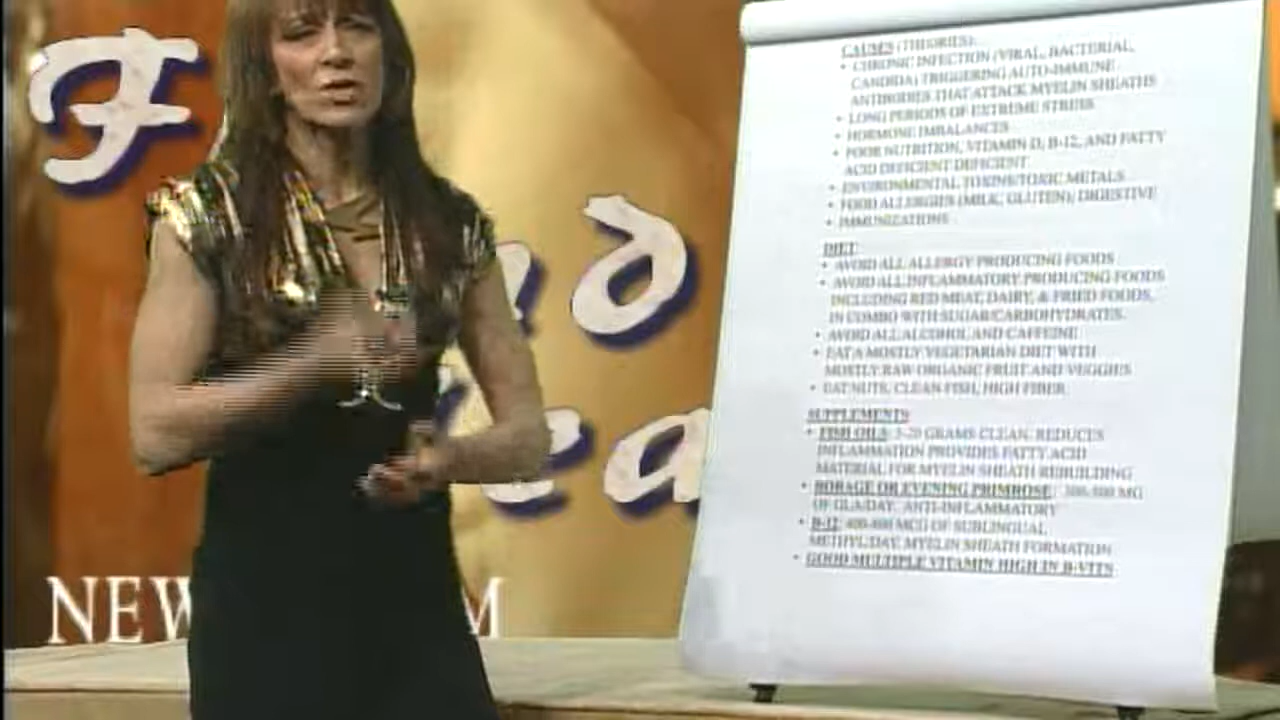 F
d
ea
NEW
M
CAUSES (THEORIES):
• CHRONIC INFECTION (VIRAL, BACTERIAL,
CANDIDA) TRIGGERING AUTO-IMMUNE
ANTIBODIES THAT ATTACK MYELIN SHEATHS
• LONG PERIODS OF EXTREME STRESS
• HORMONE IMBALANCES
• POOR NUTRITION, VITAMIN D, B-12, AND FATTY
ACID DEFICIENT DEFICIENT
• ENVIRONMENTAL TOXINS/TOXIC METALS
• FOOD ALLERGIES (MILK, GLUTEN)/ DIGESTIVE
• IMMUNIZATIONS
DIET:
• AVOID ALL ALLERGY PRODUCING FOODS
• AVOID ALL INFLAMMATORY PRODUCING FOODS
INCLUDING RED MEAT, DAIRY, & FRIED FOODS,
IN COMBO WITH SUGAR/CARBOHYDRATES.
• AVOID ALL ALCOHOL AND CAFFEINE
• EAT A MOSTLY VEGETARIAN DIET WITH
MOSTLY RAW ORGANIC FRUIT AND VEGGIES
• EAT NUTS, CLEAN FISH, HIGH FIBER
SUPPLEMENTS:
• FISH OILS: GRAMS CLEAN. REDUCES
INFLAMMATION PROVIDES FATTY ACID
MATERIAL FOR MYELIN SHEATH REBUILDING
• BORAGE OR EVENING PRIMROSE: MG
OF GLA/DAY. ANTI-INFLAMMATORY
• B-12: MCG OF SUBLINGUAL
METHYL/DAY. MYELIN SHEATH FORMATION
• GOOD MULTIPLE VITAMIN HIGH IN B-VITS